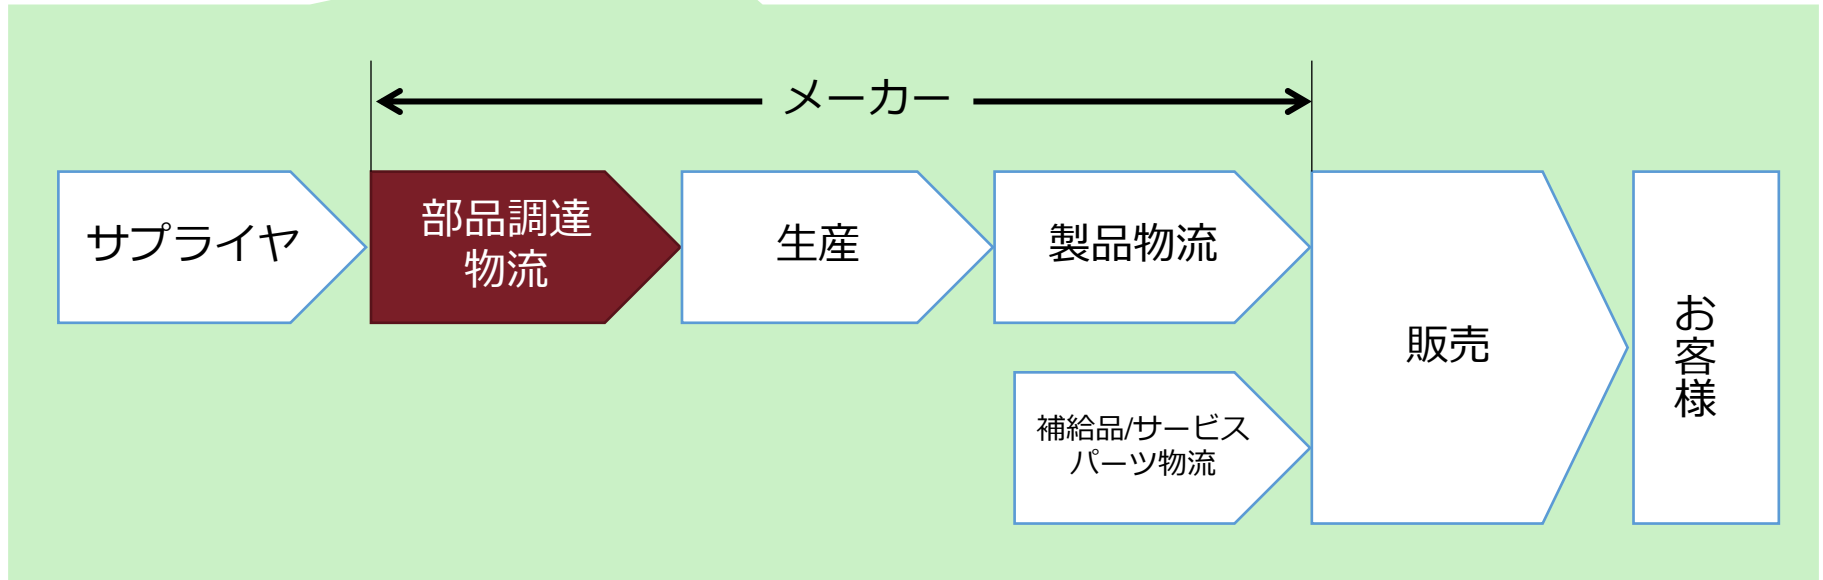 メーカー
サプライヤ
部品調達
物流
生産
製品物流
補給品/サービス
パーツ物流
販売
お客様